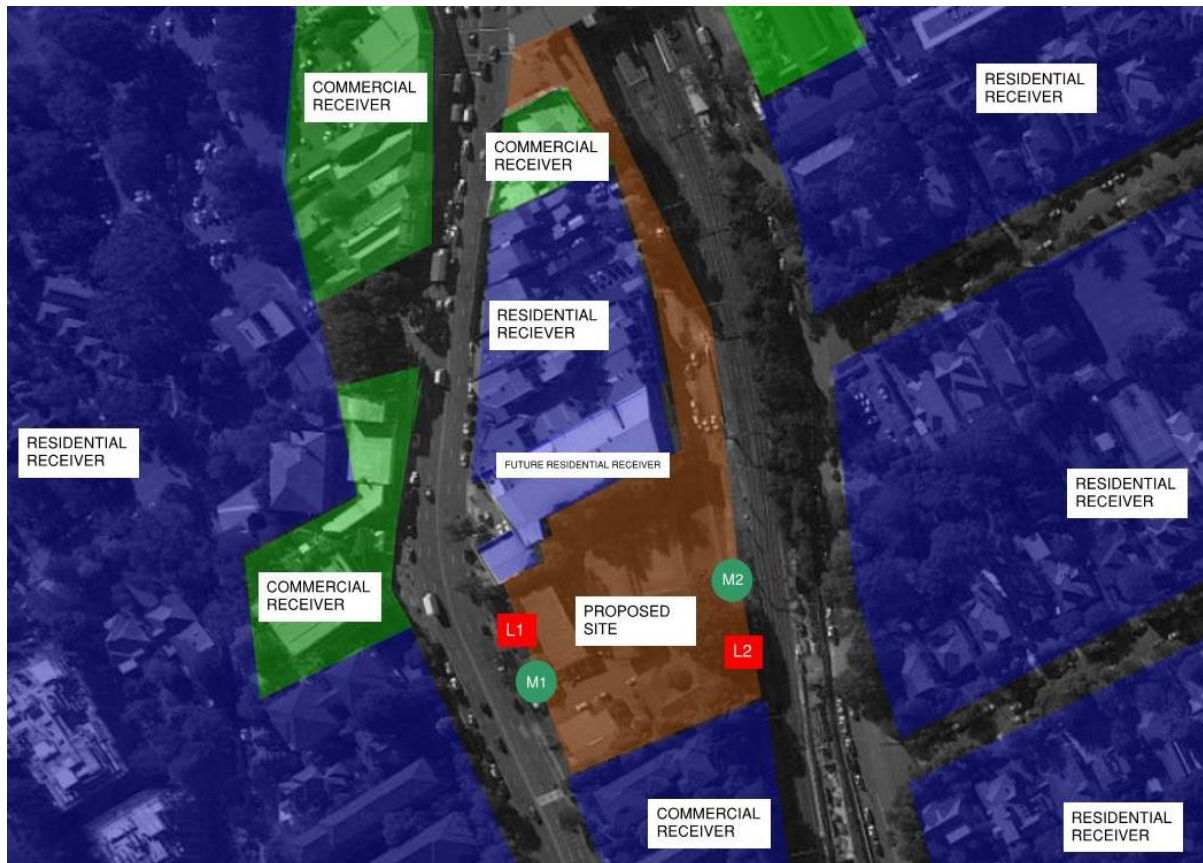 COMMERCIAL
RECEIVER
RESIDENTIAL
RECEIVER
COMMERCIAL
RECEIVER
RESIDENTIAL
RECIEVER
RESIDENTIAL
RECEIVER
FUTURE RESIDENTIAL RECEIVER
RESIDENTIAL
RECEIVER
COMMERCIAL
RECEIVER
M2
PROPOSED
SITE
L1
L2
M1
COMMERCIAL
RECEIVER
RESIDENTIAL
RECEIVER